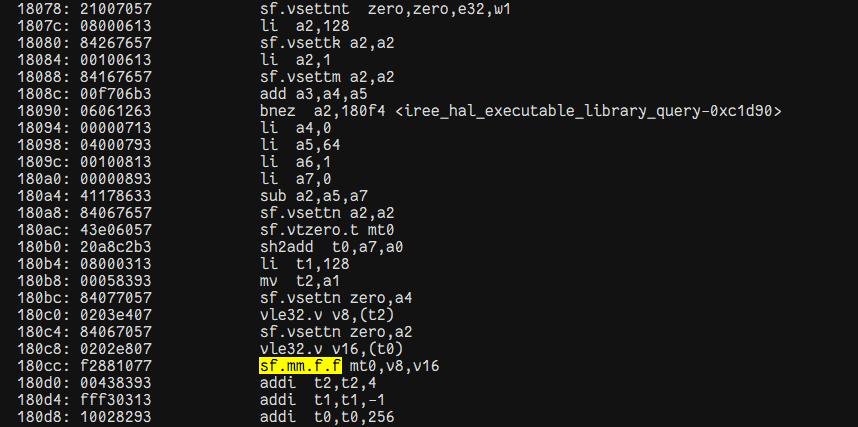 18078: 21007057 sf.vsettnt zero,zero,e32,w1
1807c: 08000613 li a2,128
18080: 84267657 sf.vsettk a2,a2
18084: 00100613 li a2,1
18088: 84167657 sf.vsettm a2,a2
1808c: 00f706b3 add a3,a4,a5
18090: 06061263 bnez a2,180f4 <iree_hal_executable_library_query-0xc1d90>
18094: 00000713 li a4,0
18098: 04000793 li a5,64
1809c: 00100813 li a6,1
180a0: 00000893 li a7,0
180a4: 41178633 sub a2,a5,a7
180a8: 84067657 sf.vsettn a2,a2
180ac: 43e06057 sf.vtzero.t mt0
180b0: 20a8c2b3 sh2add t0,a7,a0
180b4: 08000313 li t1,128
180b8: 00058393 mv t2,a1
180bc: 84077057 sf.vsettn zero,a4
180c0: 0203e407 vle32.v v8,(t2)
180c4: 84067057 sf.vsettn zero,a2
180c8: 0202e807 vle32.v v16,(t0)
180cc: f2881077 sf.mm.f.f mt0,v8,v16
180d0: 00438393 addi t2,t2,4
180d4: fff30313 addi t1,t1,-1
180d8: 10028293 addi t0,t0,256